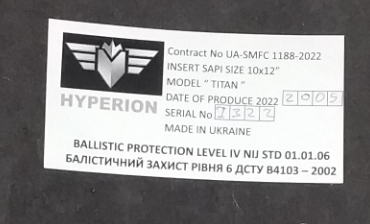 Contract No UA-SMFC 1188-2022
INSERT SAPI SIZE 10x12"
MODEL " TITAN "
DATE OF PRODUCE 2022 2005
SERIAL No 1322
MADE IN UKRAINE
HYPERION
BALLISTIC PROTECTION LEVEL IV NIJ STD 01.01.06
БАЛІСТИЧНИЙ ЗАХИСТ РІВНЯ 6 ДСТУ В4103 – 2002